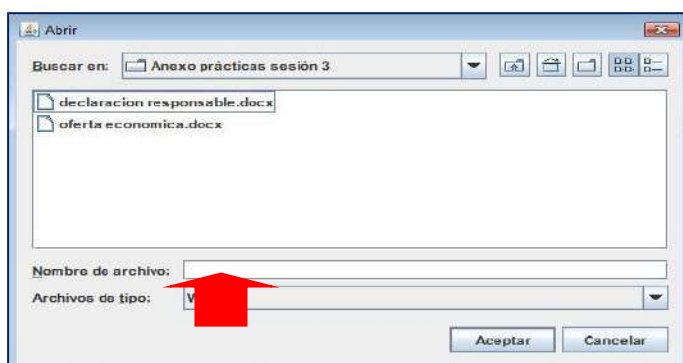 Abrir
Buscar en: Anexo prácticas sesión 3
declaracion responsable.docx
oferta economica.docx
Nombre de archivo:
Archivos de tipo:
Aceptar Cancelar